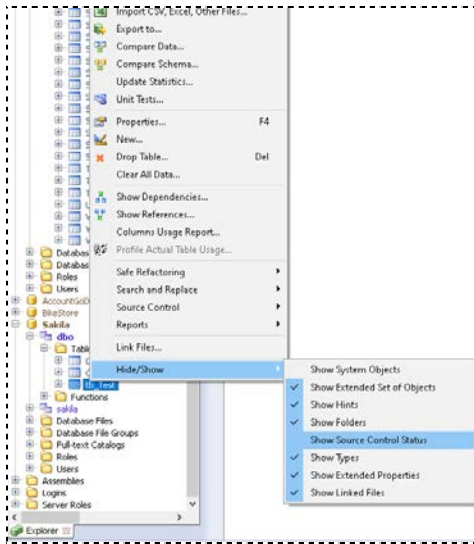 Import CSV, Excel, Other Files...
Export to...
Compare Data...
Compare Schema...
Update Statistics...
Unit Tests...
Properties... F4
New...
Drop Table... Del
Clear All Data...
Show Dependencies...
Show References...
Columns Usage Report...
Profile Actual Table Usage...
Safe Refactoring
Search and Replace
Source Control
Reports
Link Files...
Hide/Show
Show System Objects
Show Extended Set of Objects
Show Hints
Show Folders
Show Source Control Status
Show Types
Show Extended Properties
Show Linked Files
Databas
Databas
Roles
Users
AccountGoD
BikeStore
Sakila
dbo
Tabl
tb_Test
Functions
sakila
Database Files
Database File Groups
Full-text Catalogs
Roles
Users
Assemblies
Logins
Server Roles
Explorer